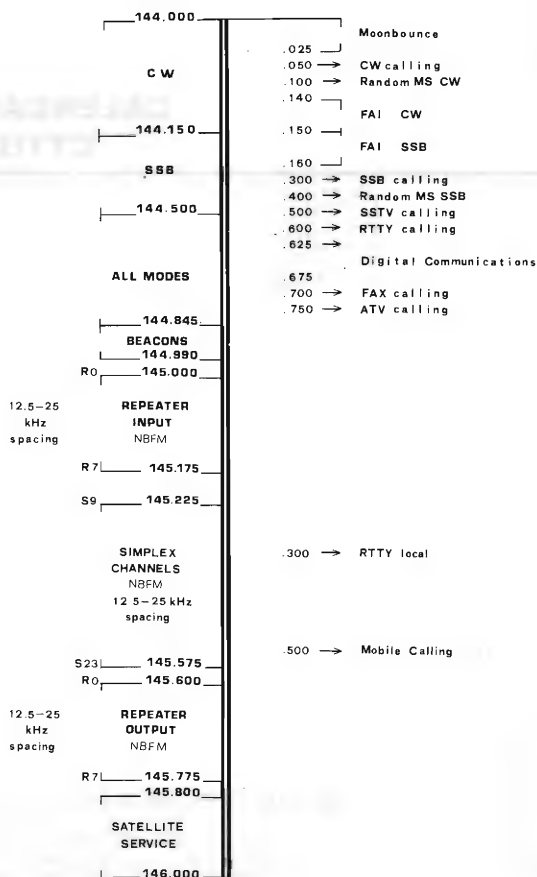 144.000
Moonbounce
.025
.050 → CW calling
CW
.100 → Random MS CW
.140
FAI CW
144.150
.150
FAI SSB
.160
SSB
.300 → SSB calling
.400 → Random MS SSB
144.500
.500 → SSTV calling
.600 → RTTY calling
.625 →
Digital Communications
ALL MODES
.675
.700 → FAX calling
.750 → ATV calling
144.845
BEACONS
144.990
R0 145.000
12.5–25
kHz
spacing
REPEATER
INPUT
NBFM
R7 145.175
S9 145.225
SIMPLEX
CHANNELS
NBFM
12 5–25 kHz
spacing
.300 → RTTY local
.500 → Mobile Calling
S23 145.575
R0 145.600
12.5–25
kHz
spacing
REPEATER
OUTPUT
NBFM
R7 145.775
145.800
SATELLITE
SERVICE
146.000